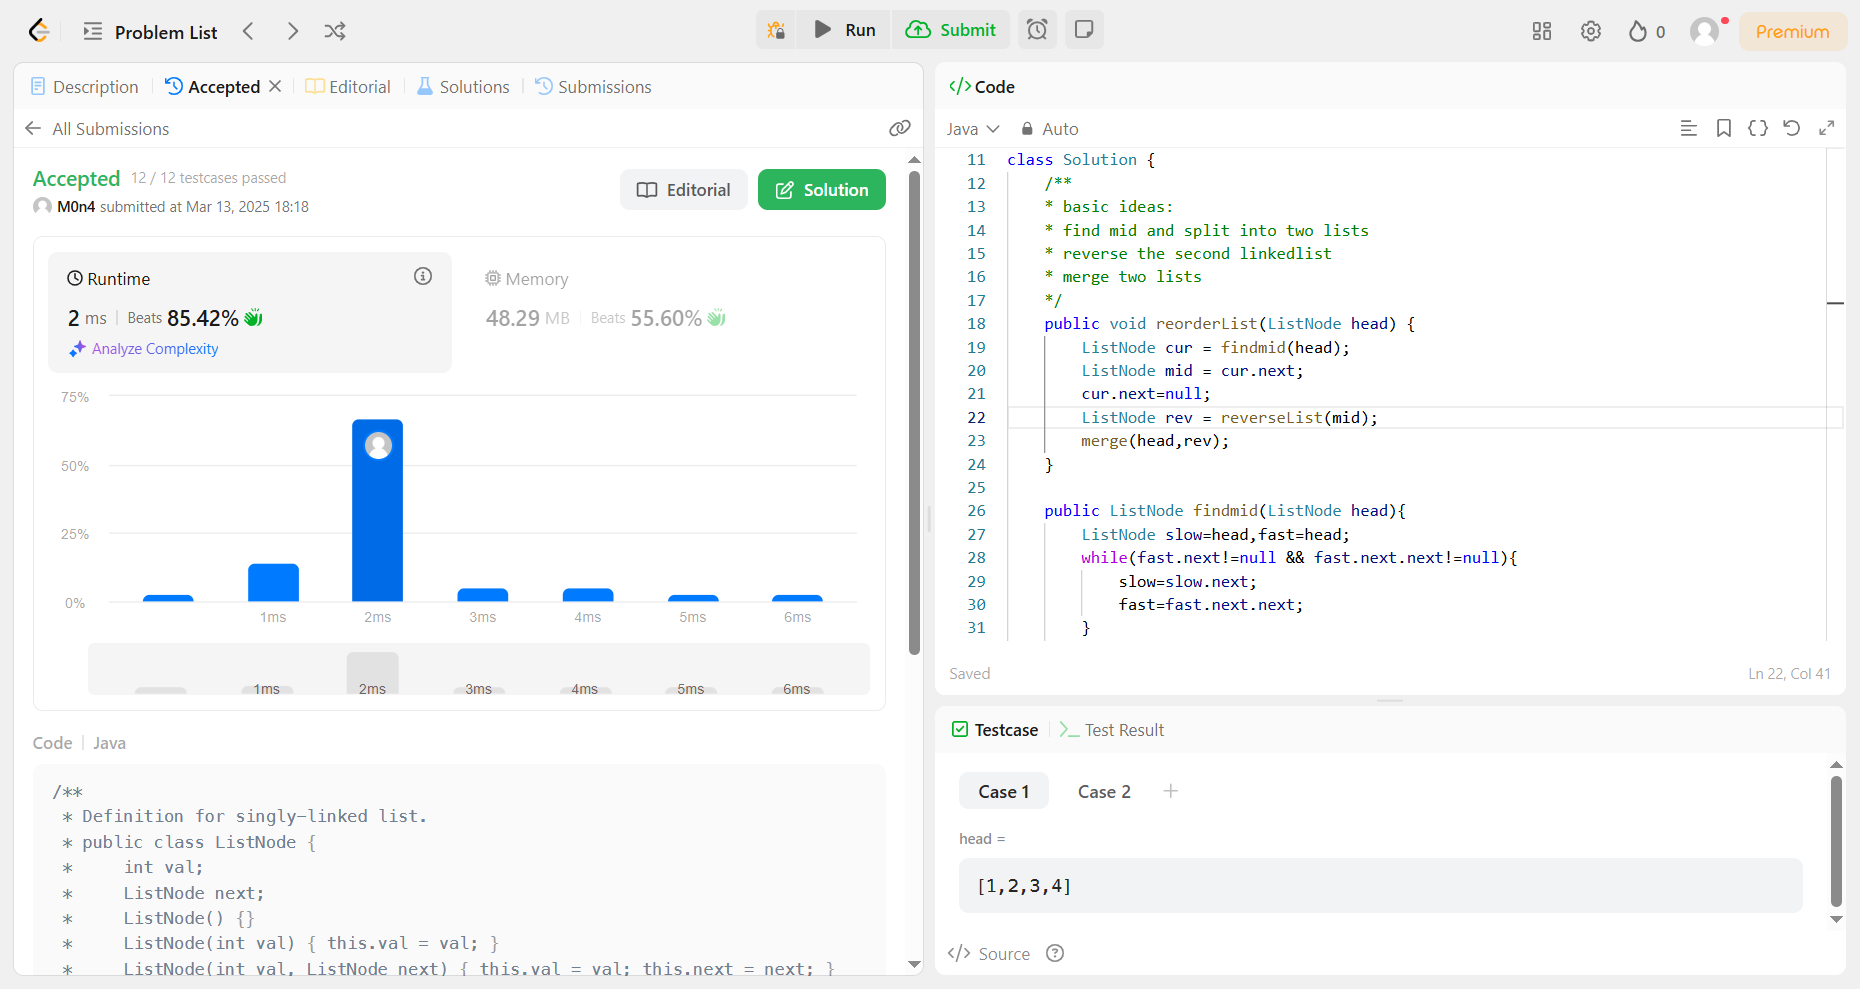 Problem List
Run
Submit
0
Premium
Description
Accepted
Editorial
Solutions
Submissions
All Submissions
Accepted 12 / 12 testcases passed
M0n4 submitted at Mar 13, 2025 18:18
Editorial
Solution
Runtime
2 ms | Beats 85.42%
Analyze Complexity
Memory
48.29 MB | Beats 55.60%
75%
50%
25%
0%
1ms 2ms 3ms 4ms 5ms 6ms
1ms 2ms 3ms 4ms 5ms 6ms
Code | Java
/**
 * Definition for singly-linked list.
 * public class ListNode {
 *     int val;
 *     ListNode next;
 *     ListNode() {}
 *     ListNode(int val) { this.val = val; }
 *     ListNode(int val, ListNode next) { this.val = val; this.next = next; }
</> Code
Java
Auto
11 class Solution {
12     /**
13     * basic ideas:
14     * find mid and split into two lists
15     * reverse the second linkedlist
16     * merge two lists
17     */
18     public void reorderList(ListNode head) {
19         ListNode cur = findmid(head);
20         ListNode mid = cur.next;
21         cur.next=null;
22         ListNode rev = reverseList(mid);
23         merge(head,rev);
24     }
25
26     public ListNode findmid(ListNode head){
27         ListNode slow=head,fast=head;
28         while(fast.next!=null && fast.next.next!=null){
29             slow=slow.next;
30             fast=fast.next.next;
31         }
Saved
Ln 22, Col 41
Testcase
Test Result
Case 1
Case 2
head =
[1,2,3,4]
</> Source